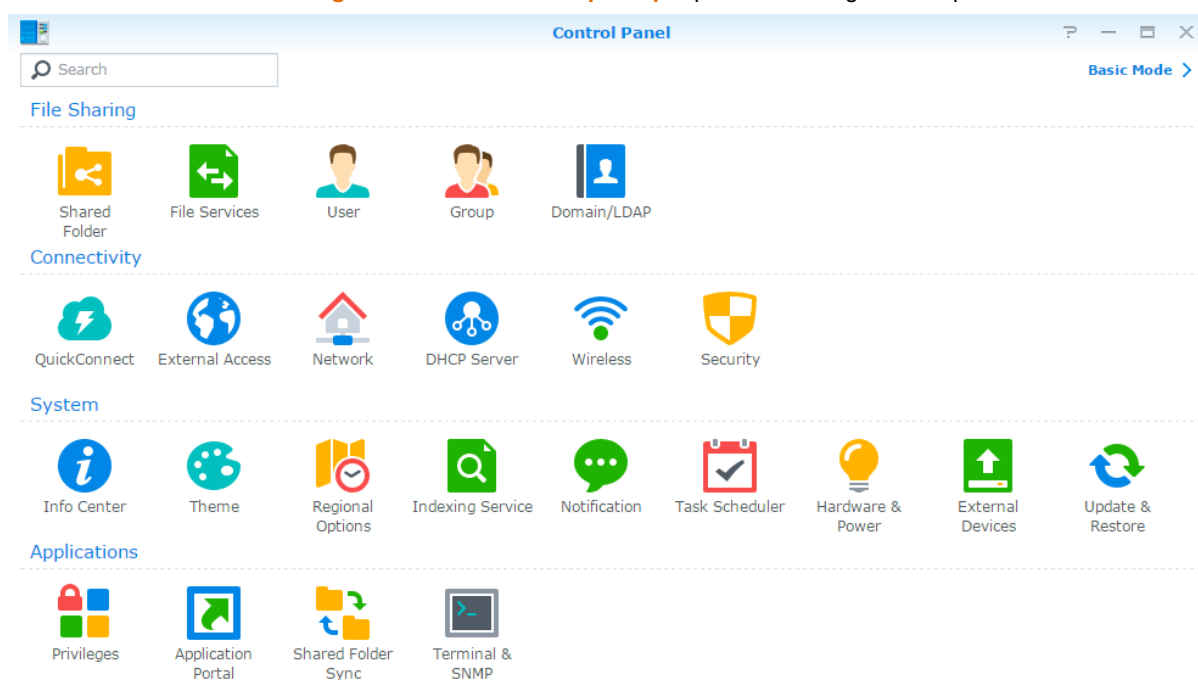 Control Panel
Search
Basic Mode
File Sharing
Shared Folder
File Services
User
Group
Domain/LDAP
Connectivity
QuickConnect
External Access
Network
DHCP Server
Wireless
Security
System
Info Center
Theme
Regional Options
Indexing Service
Notification
Task Scheduler
Hardware & Power
External Devices
Update & Restore
Applications
Privileges
Application Portal
Shared Folder Sync
Terminal & SNMP